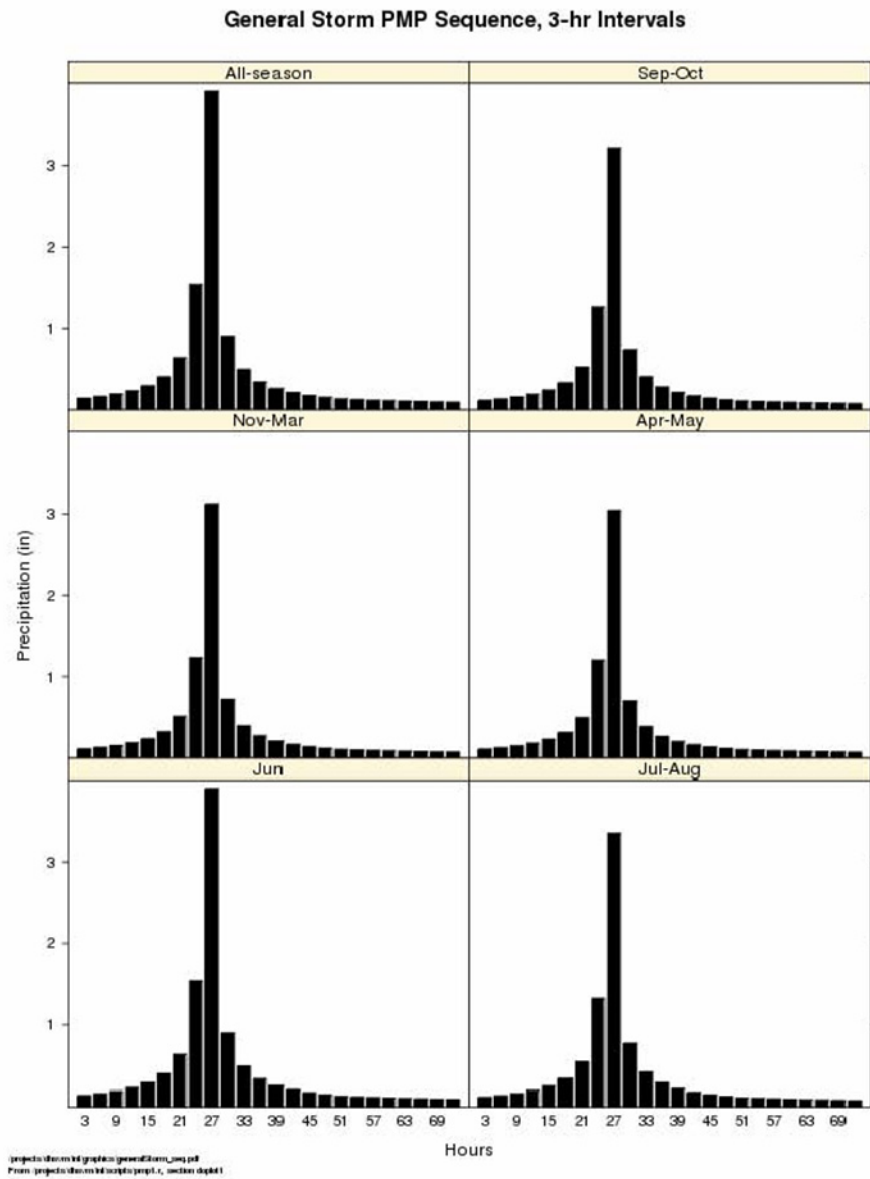 General Storm PMP Sequence, 3-hr Intervals
All-season
Sep-Oct
3
2
1
Nov-Mar
Apr-May
3
2
1
Precipitation (in)
Jun
Jul-Aug
3
2
1
3 9 15 21 27 33 39 45 51 57 63 69
3 9 15 21 27 33 39 45 51 57 63 69
Hours
From
section